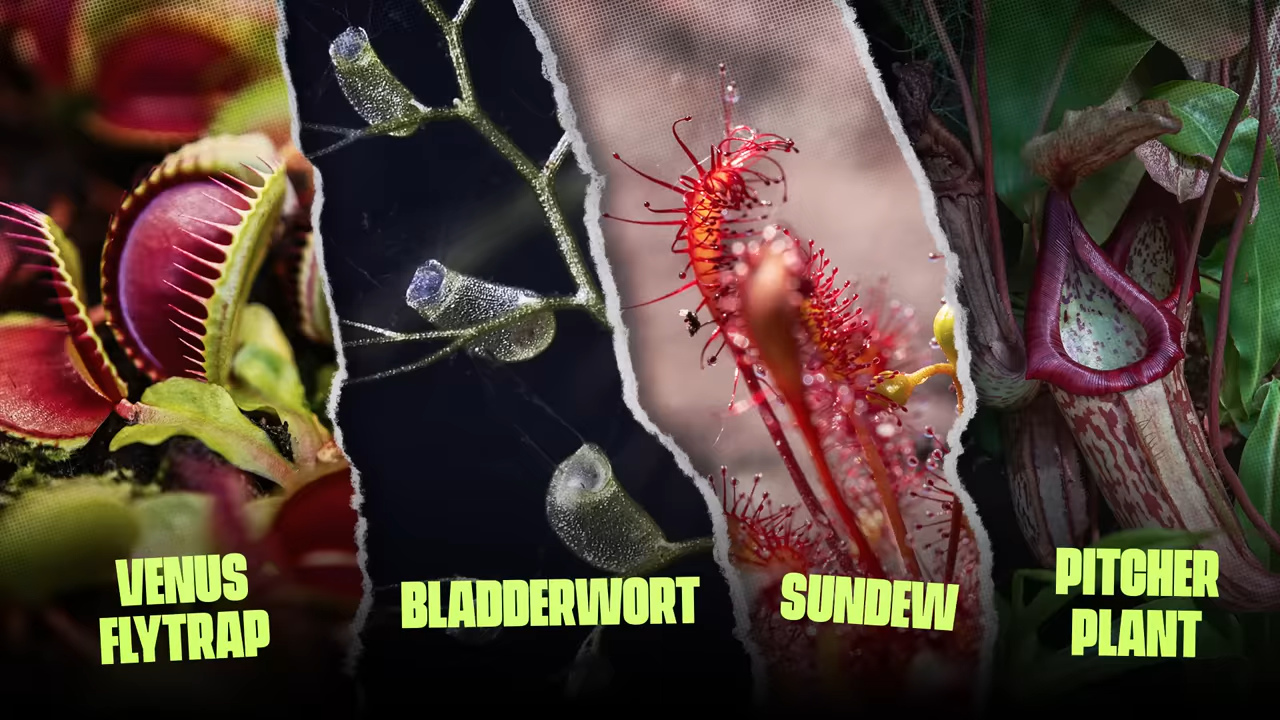 VENUS
FLYTRAP
BLADDERWORT
SUNDEW
PITCHER
PLANT